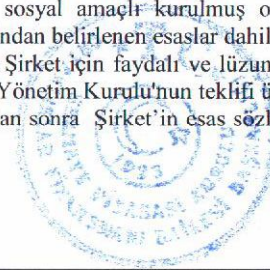 sosyal amaçlı kurulmuş o
ndan belirlenen esaslar dahil
Şirket için faydalı ve lüzum
Yönetim Kurulu'nun teklifi ü
an sonra Şirket'in esas sözl